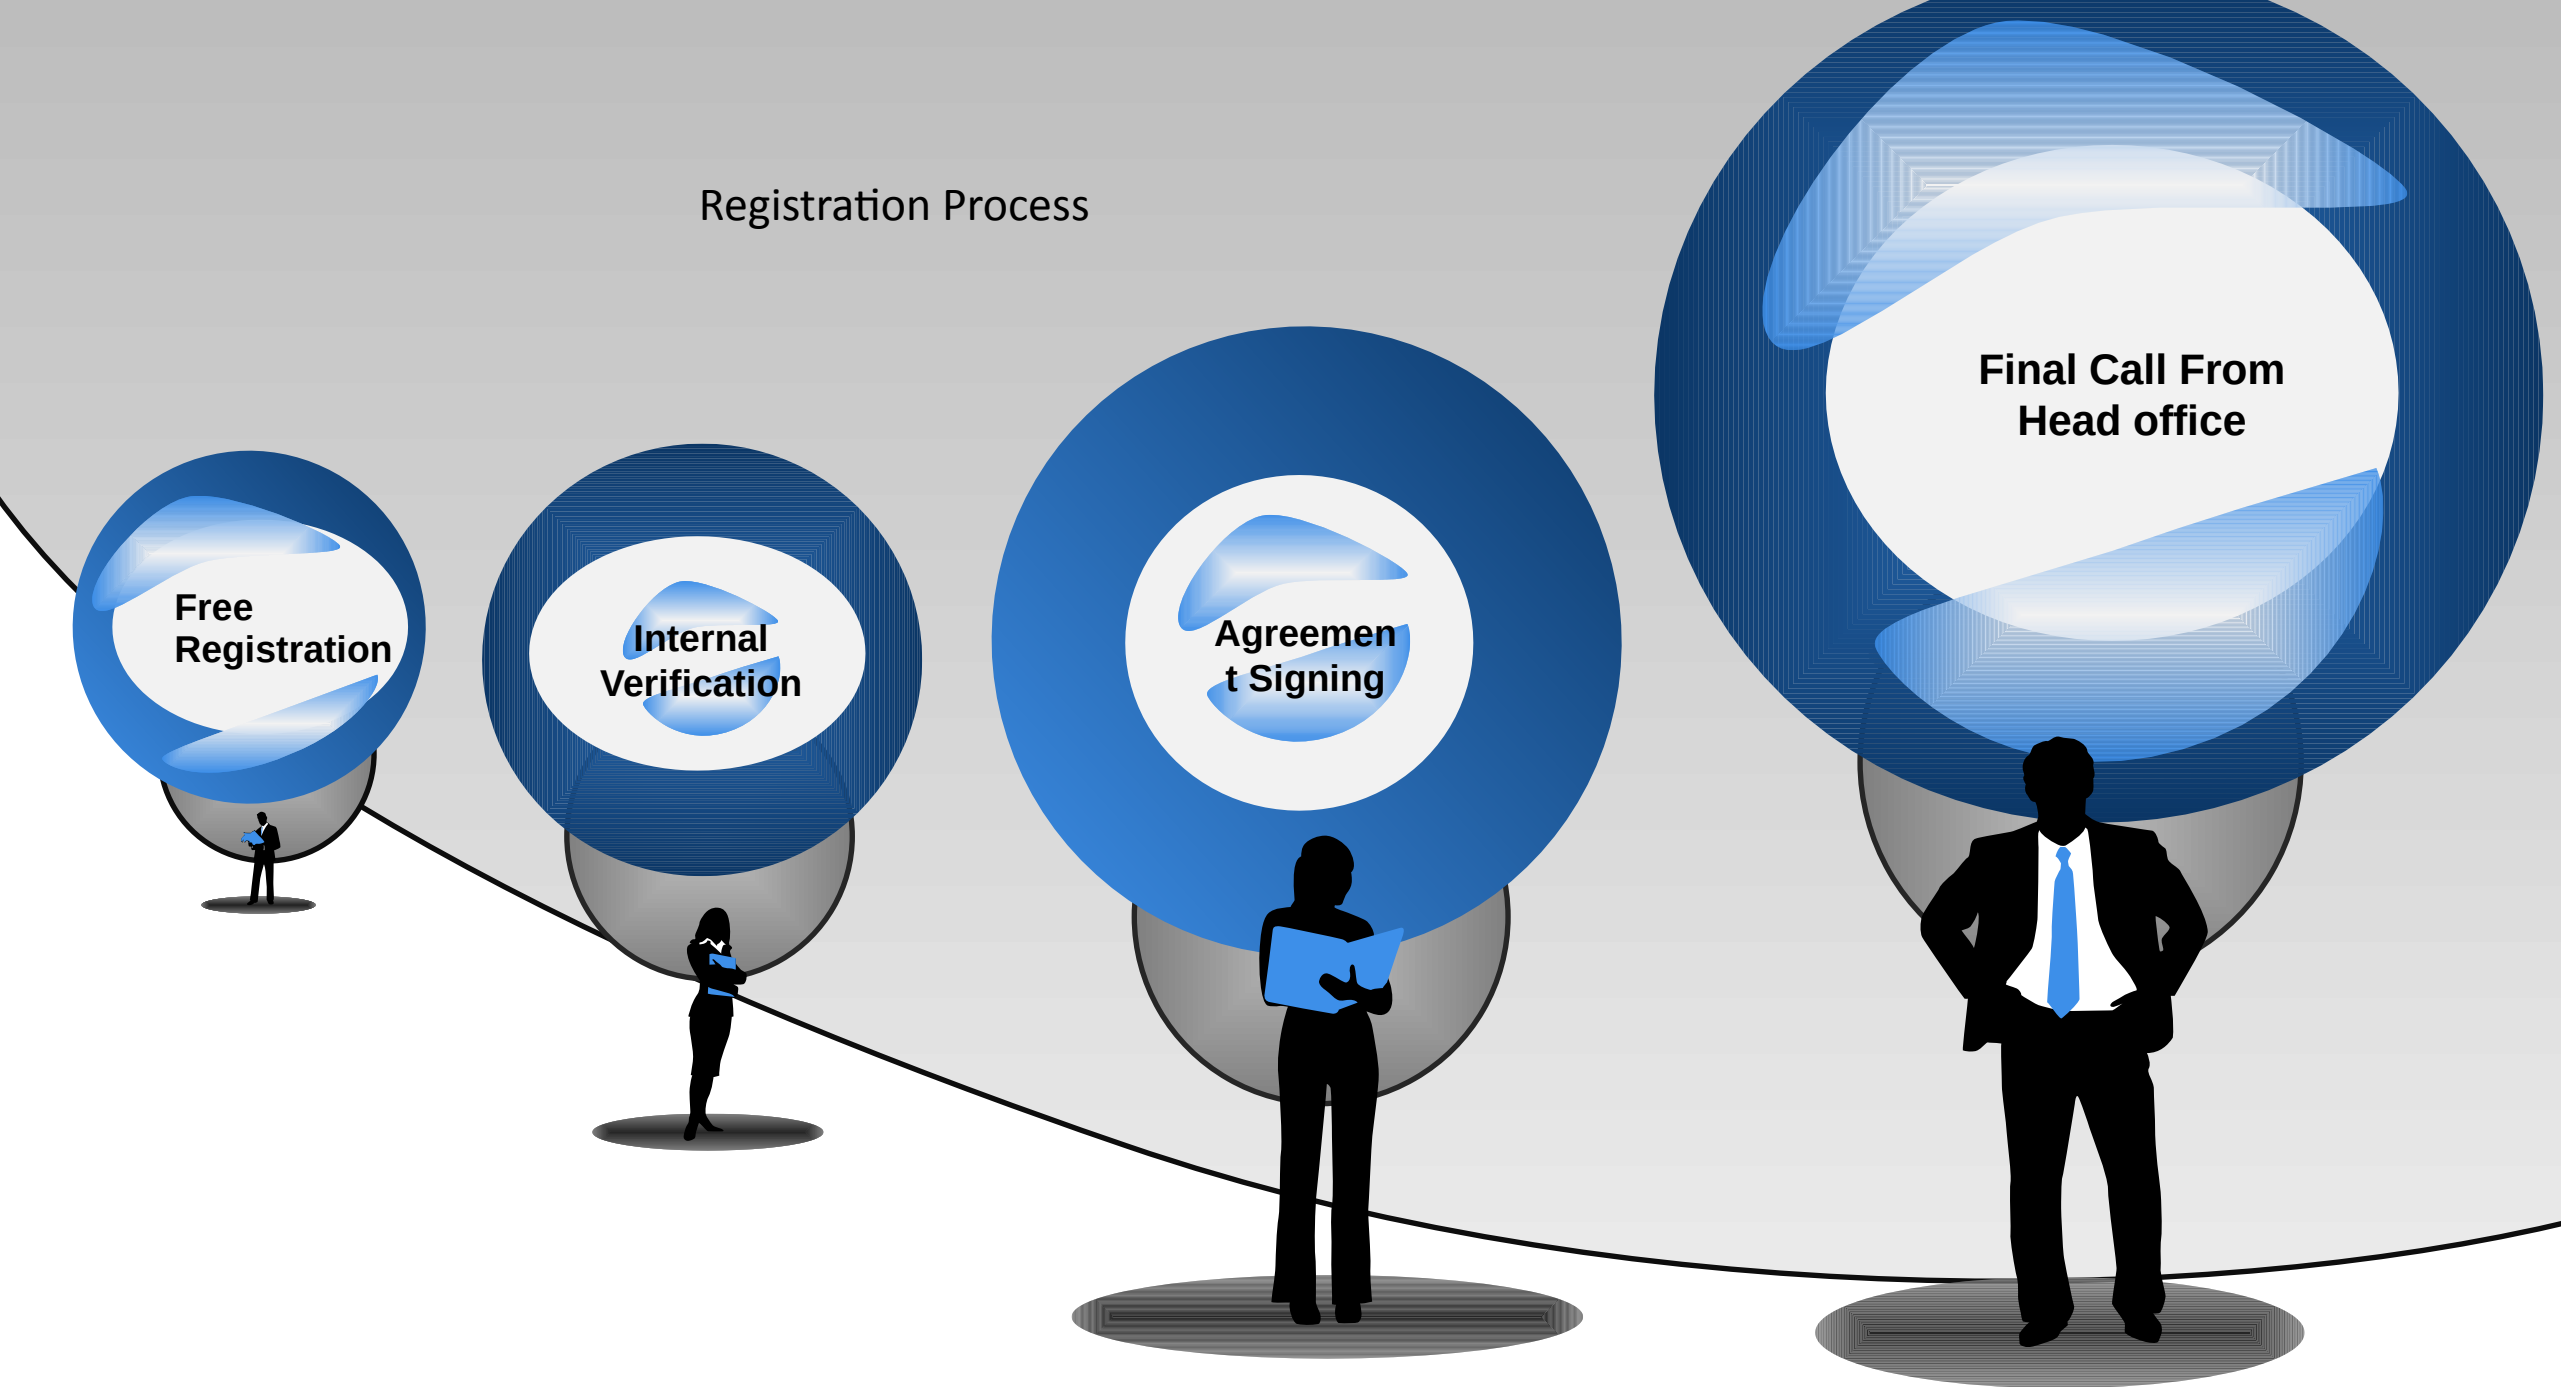 Registration Process
Free
Registration
Internal
Verification
Agreemen
t Signing
Final Call From
Head office